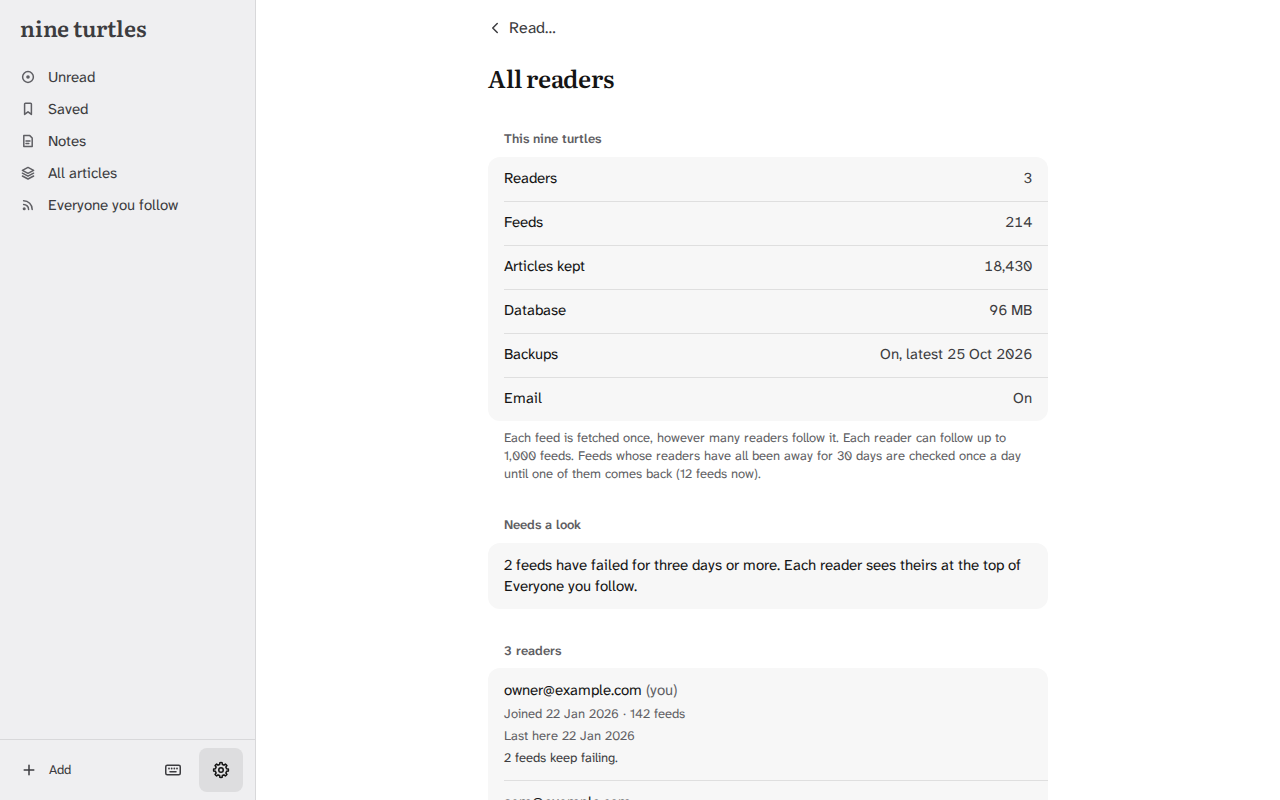 nine turtles
Unread
Saved
Notes
All articles
Everyone you follow
Add
Read...
All readers
This nine turtles
Readers 3
Feeds 214
Articles kept 18,430
Database 96 MB
Backups On, latest 25 Oct 2026
Email On
Each feed is fetched once, however many readers follow it. Each reader can follow up to
1,000 feeds. Feeds whose readers have all been away for 30 days are checked once a day
until one of them comes back (12 feeds now).
Needs a look
2 feeds have failed for three days or more. Each reader sees theirs at the top of
Everyone you follow.
3 readers
owner@example.com (you)
Joined 22 Jan 2026 · 142 feeds
Last here 22 Jan 2026
2 feeds keep failing.